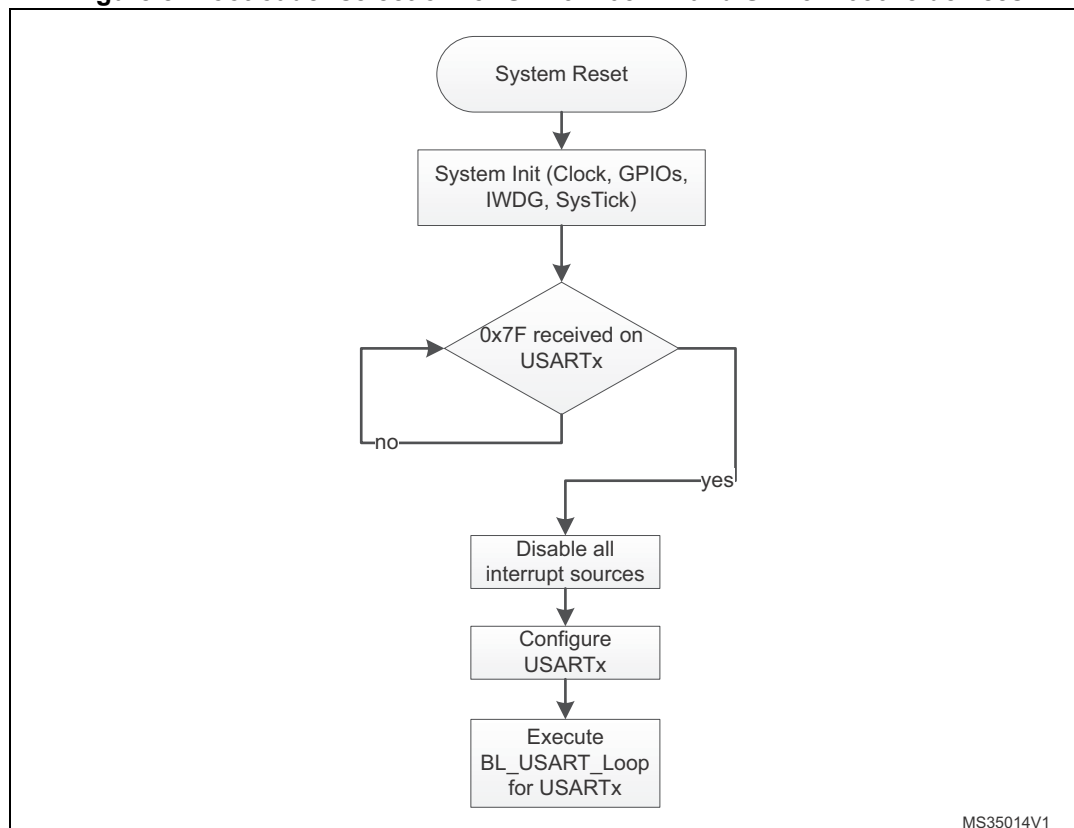 System Reset
System Init (Clock, GPIOs,
IWDG, SysTick)
0x7F received on
USARTx
no
yes
Disable all
interrupt sources
Configure
USARTx
Execute
BL_USART_Loop
for USARTx
MS35014V1